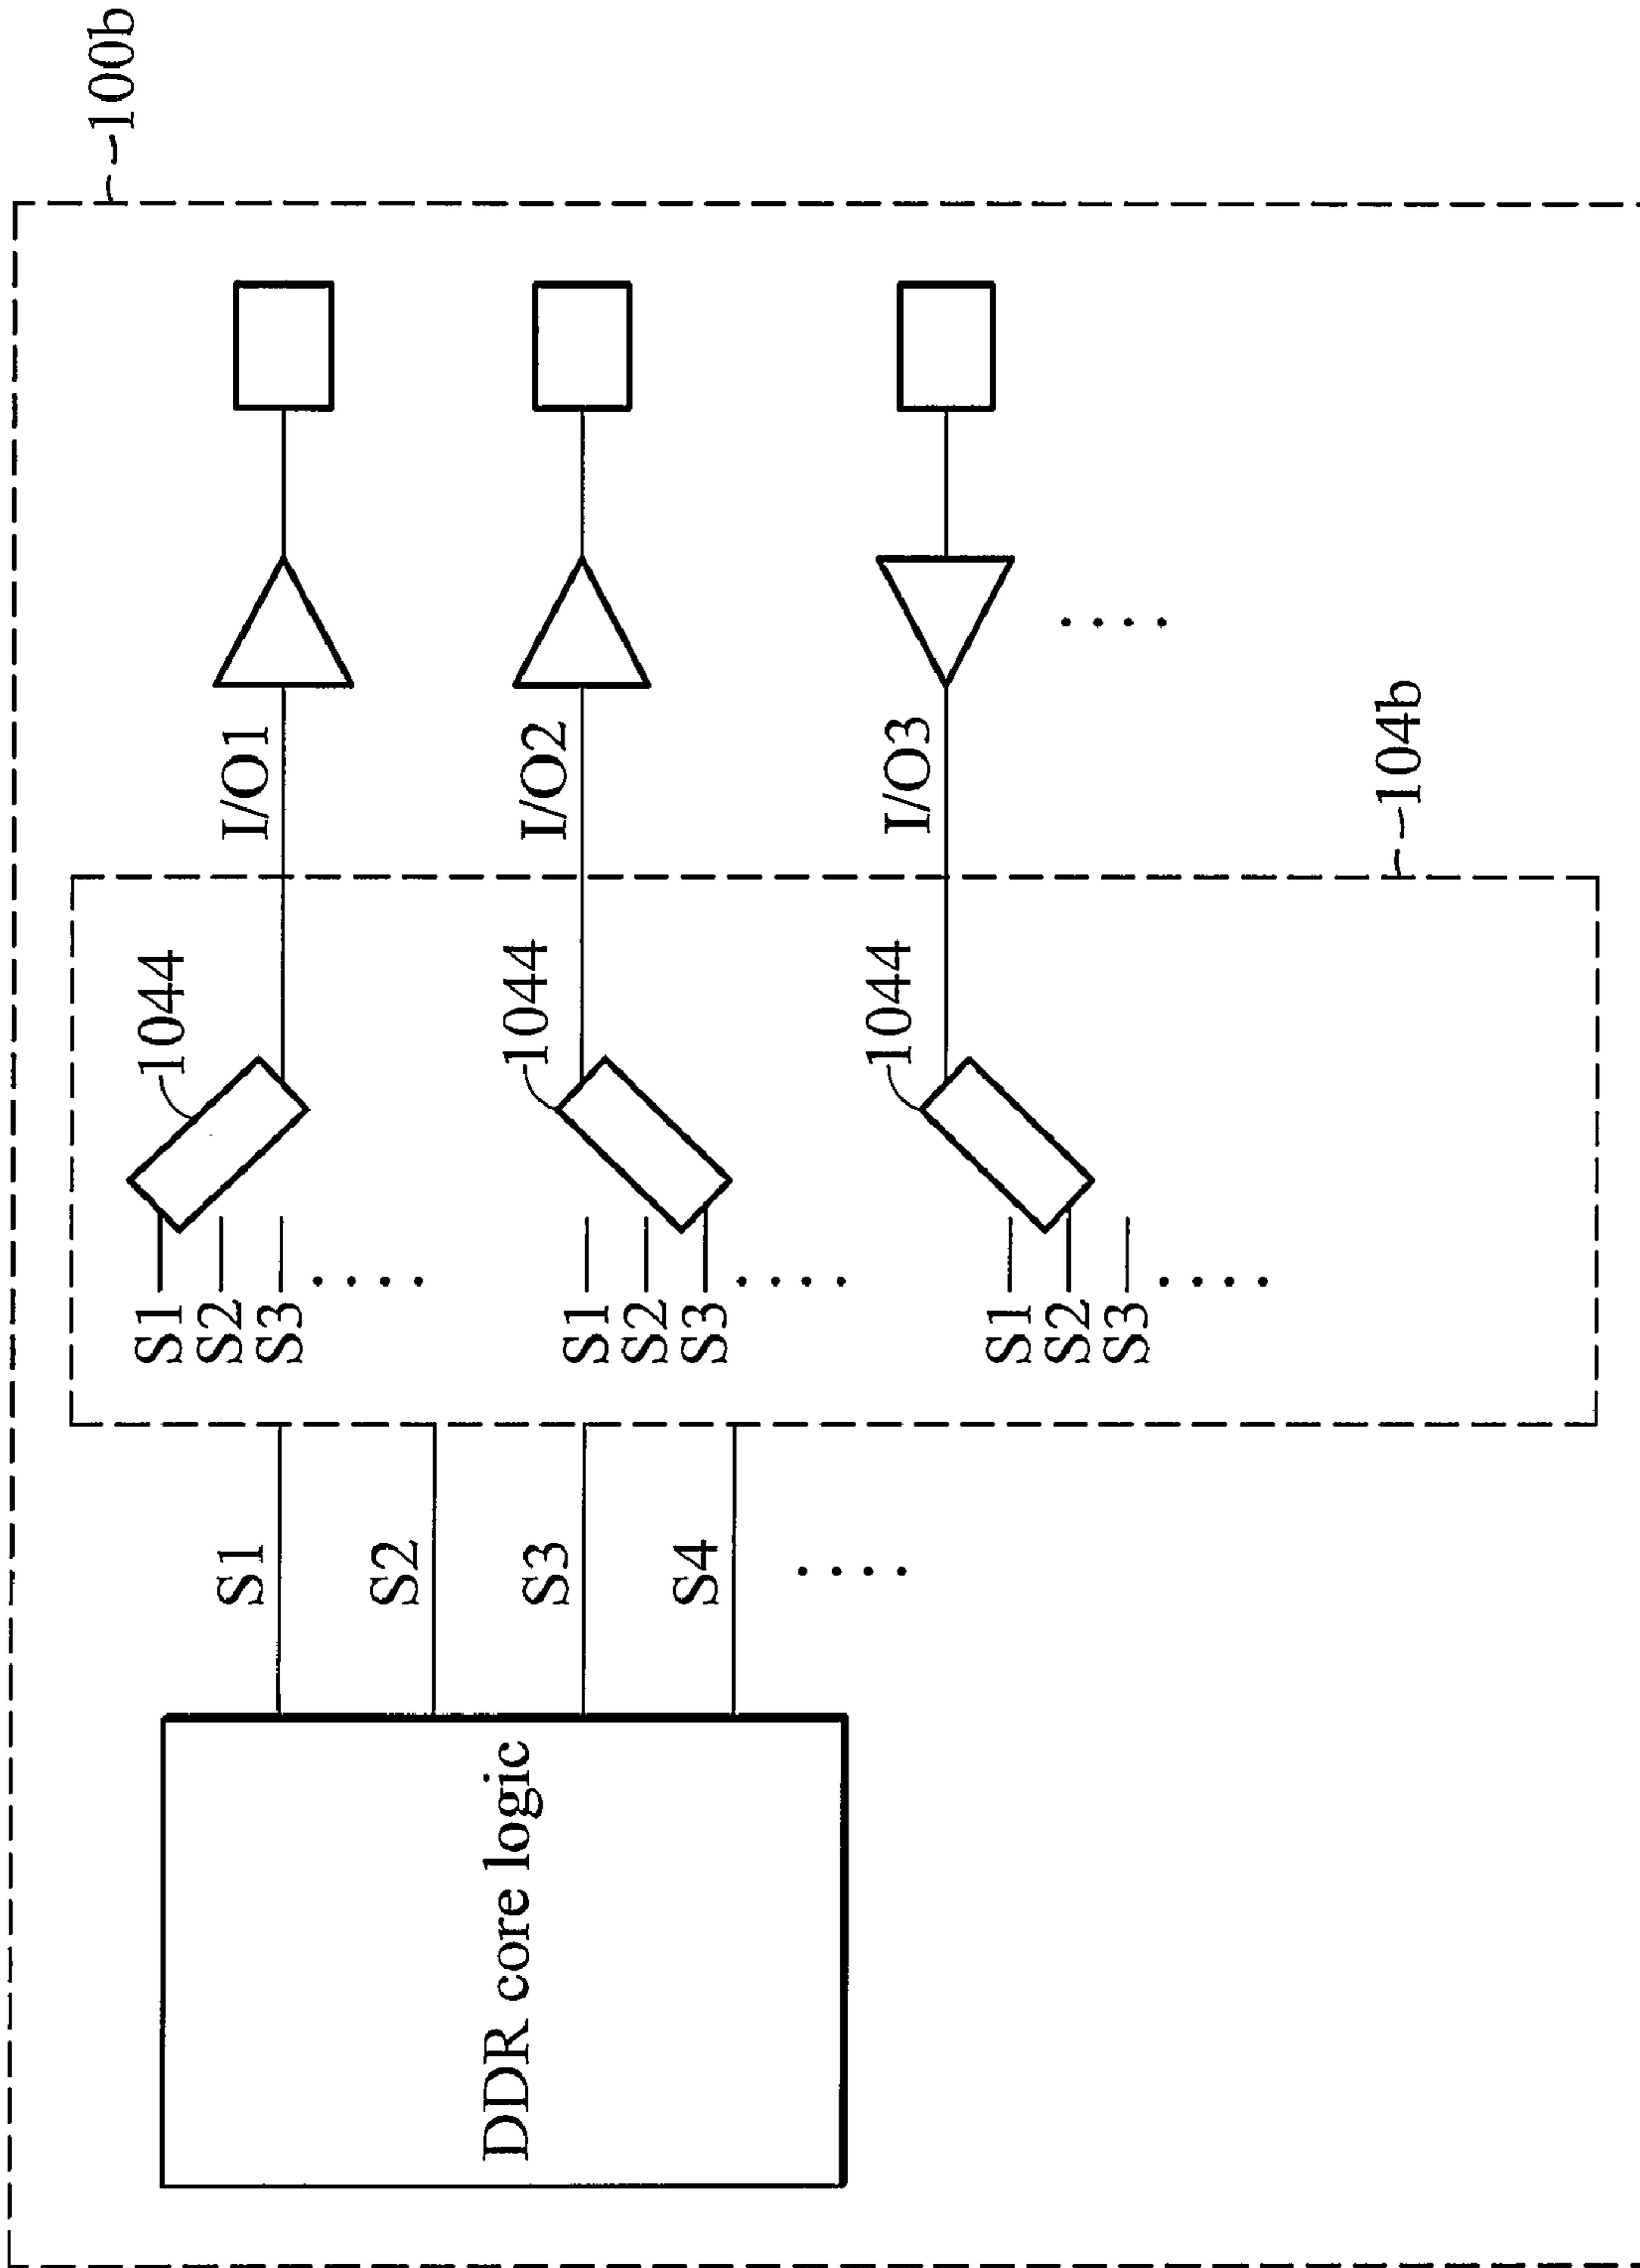 100b
DDR core logic
S1
S2
S3
S4
S1
S2
S3
1044
I/O1
S1
S2
S3
1044
I/O2
S1
S2
S3
1044
I/O3
104b